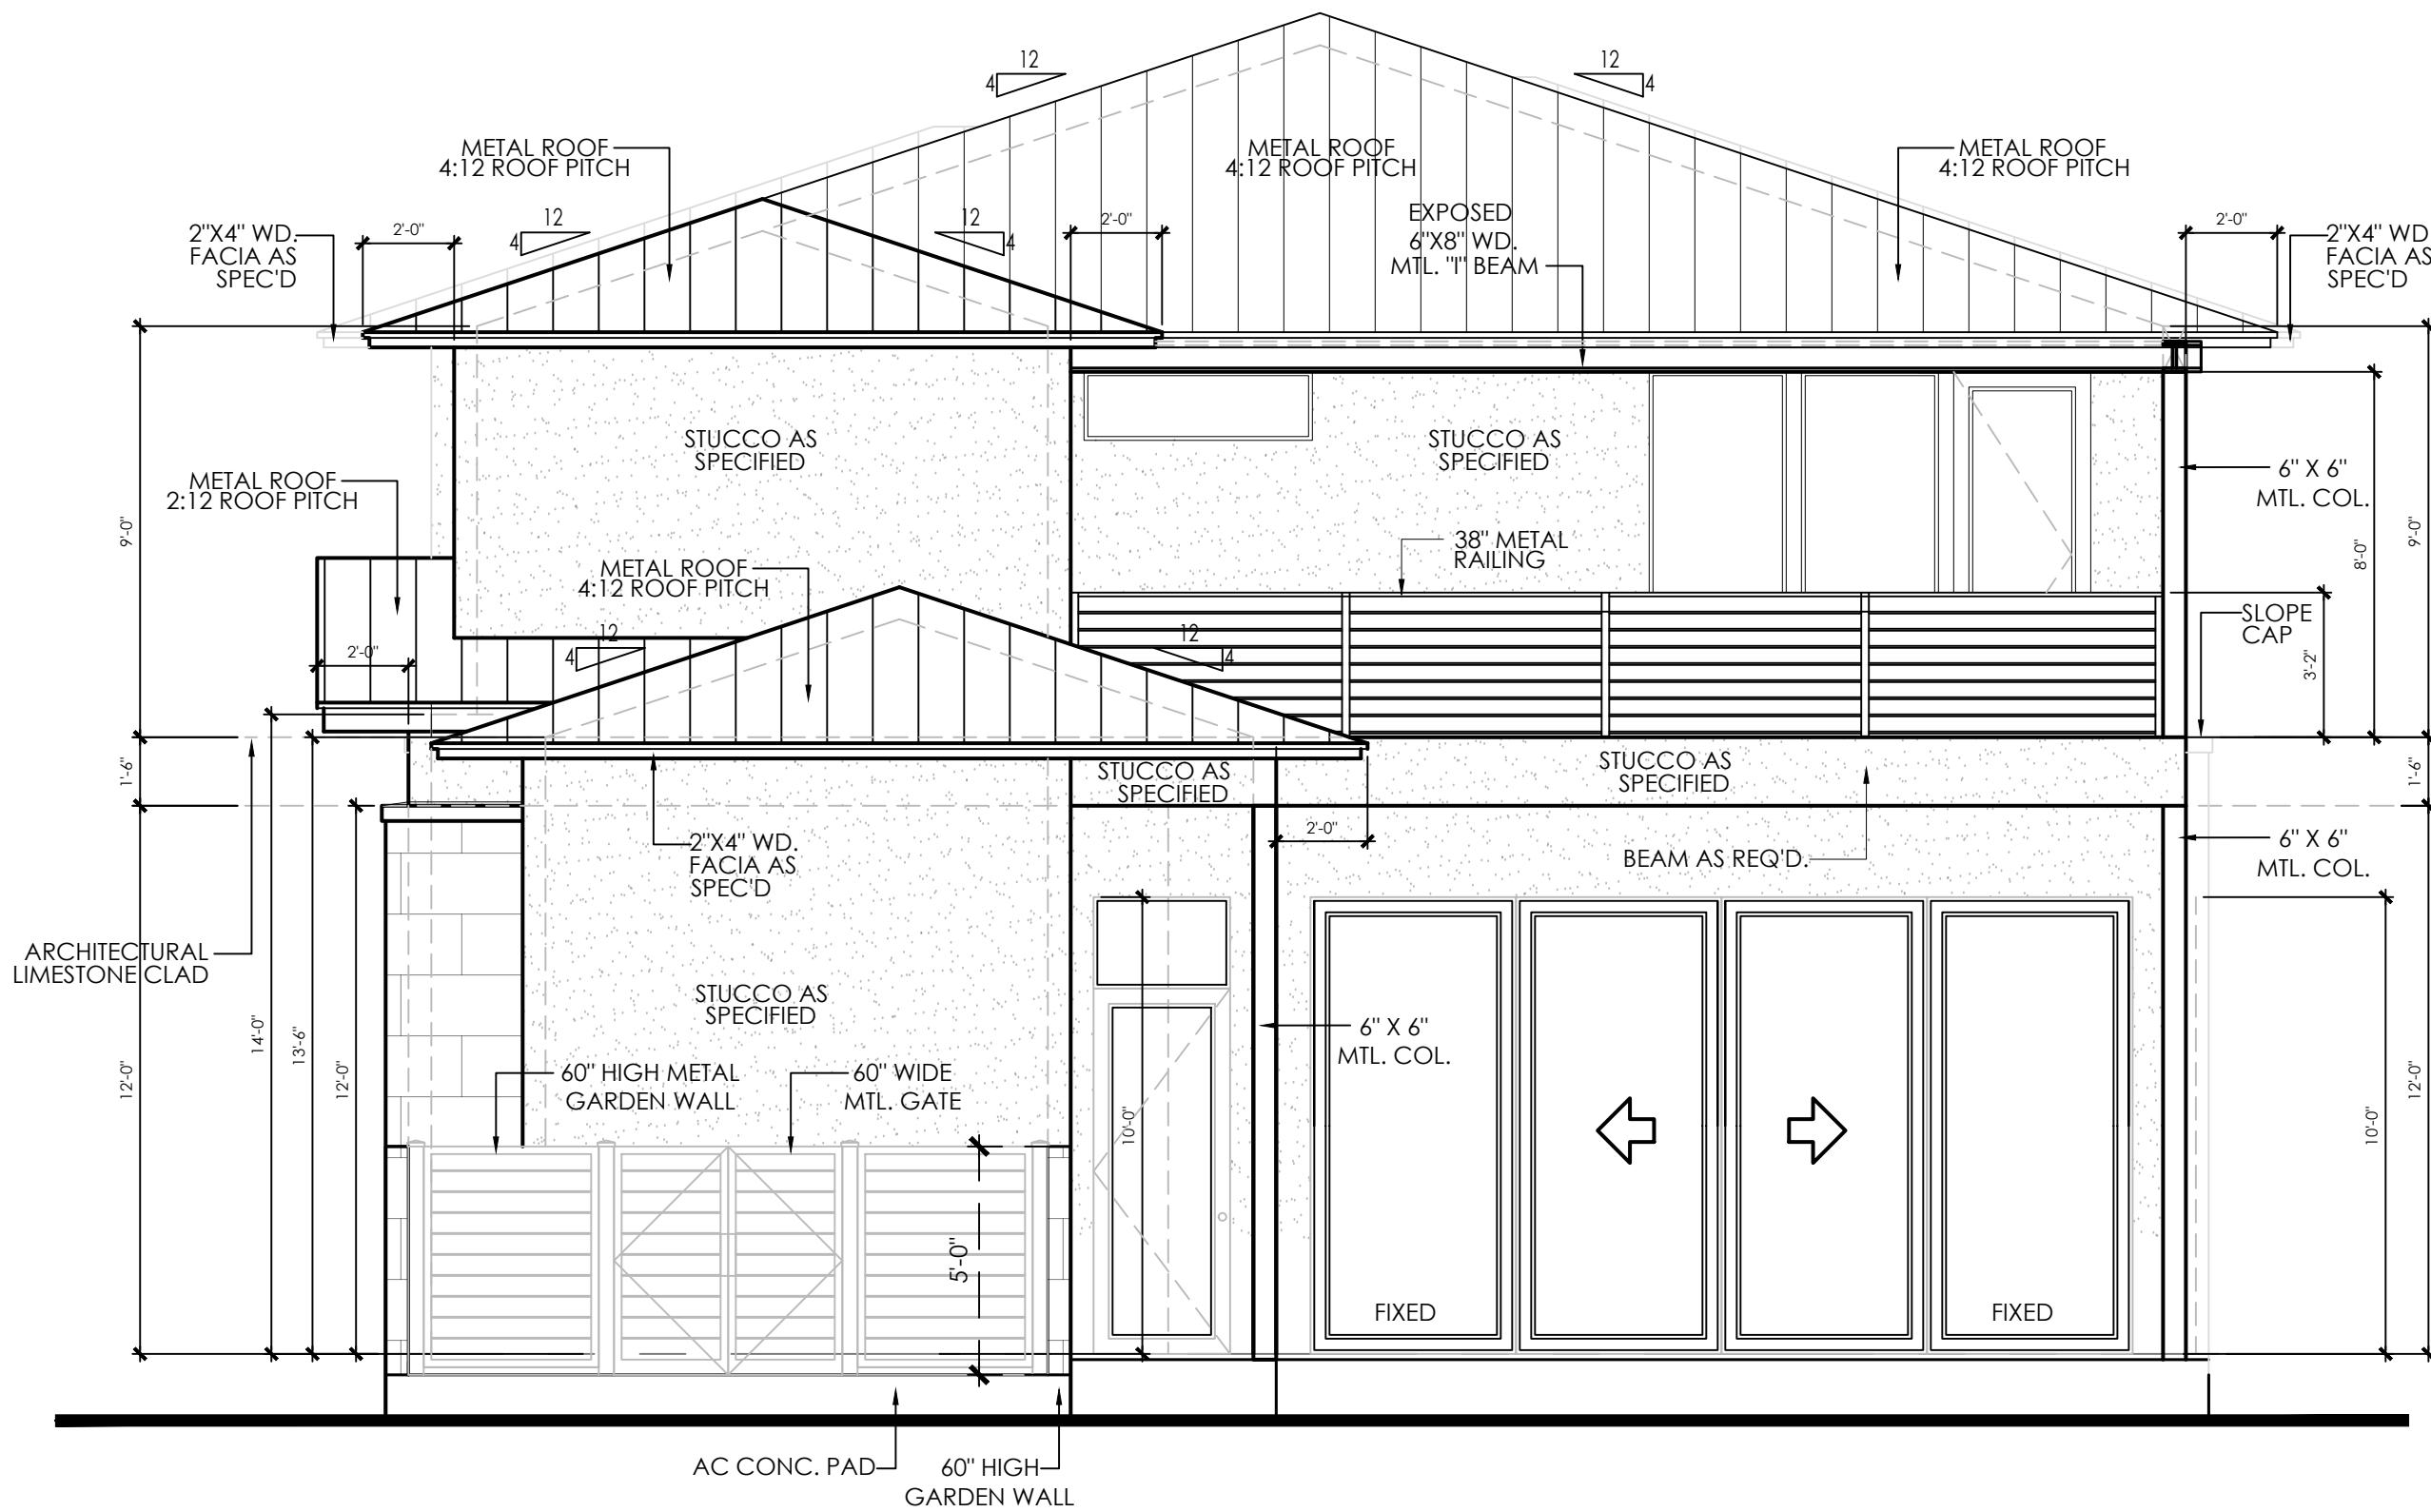 12
4
12
4
METAL ROOF
4:12 ROOF PITCH
METAL ROOF
4:12 ROOF PITCH
METAL ROOF
4:12 ROOF PITCH
2"X4" WD.
FACIA AS
SPEC'D
2'-0"
12
4
12
4
2'-0"
EXPOSED
6"X8" WD.
MTL. "I" BEAM
2'-0"
2"X4" WD
FACIA AS
SPEC'D
STUCCO AS
SPECIFIED
STUCCO AS
SPECIFIED
6" X 6"
MTL. COL.
METAL ROOF
2:12 ROOF PITCH
9'-0"
9'-0"
8'-0"
38" METAL
RAILING
METAL ROOF
4:12 ROOF PITCH
SLOPE
CAP
12
4
12
4
2'-0"
3'-2"
1'-6"
STUCCO AS
SPECIFIED
STUCCO AS
SPECIFIED
1'-6"
2"X4" WD.
FACIA AS
SPEC'D
2'-0"
BEAM AS REQ'D.
6" X 6"
MTL. COL.
ARCHITECTURAL
LIMESTONE CLAD
STUCCO AS
SPECIFIED
14'-0"
13'-6"
12'-0"
12'-0"
60" HIGH METAL
GARDEN WALL
60" WIDE
MTL. GATE
10'-0"
6" X 6"
MTL. COL.
10'-0"
12'-0"
5'-0"
FIXED
FIXED
AC CONC. PAD
60" HIGH
GARDEN WALL